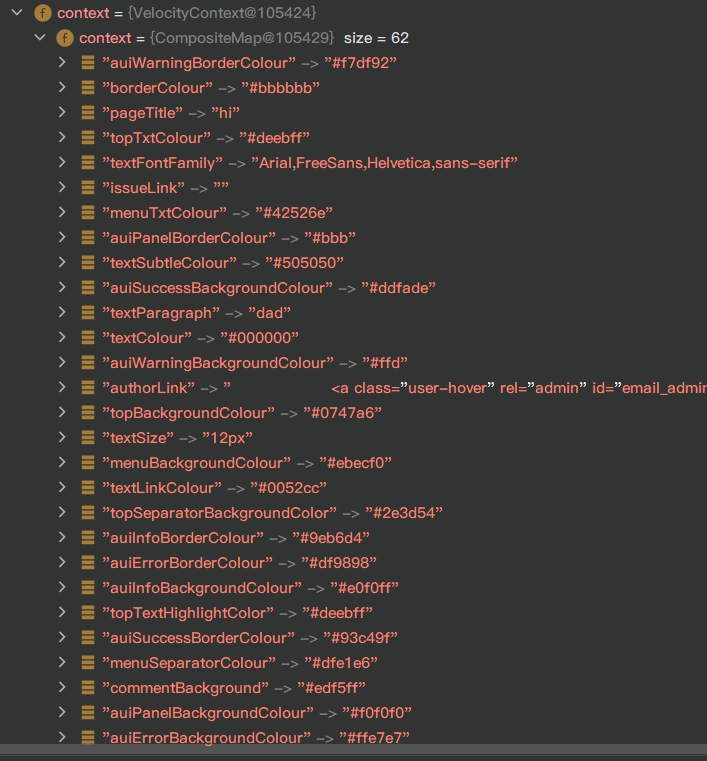 f context = {VelocityContext@105424}
f context = {CompositeMap@105429} size = 62
"auiWarningBorderColour" -> "#f7df92"
"borderColour" -> "#bbbbbb"
"pageTitle" -> "hi"
"topTxtColour" -> "#deebff"
"textFontFamily" -> "Arial,FreeSans,Helvetica,sans-serif"
"issueLink" -> ""
"menuTxtColour" -> "#42526e"
"auiPanelBorderColour" -> "#bbb"
"textSubtleColour" -> "#505050"
"auiSuccessBackgroundColour" -> "#ddfade"
"textParagraph" -> "dad"
"textColour" -> "#000000"
"auiWarningBackgroundColour" -> "#ffd"
"authorLink" -> " <a class="user-hover" rel="admin" id="email_admin
"topBackgroundColour" -> "#0747a6"
"textSize" -> "12px"
"menuBackgroundColour" -> "#ebecf0"
"textLinkColour" -> "#0052cc"
"topSeparatorBackgroundColor" -> "#2e3d54"
"auiInfoBorderColour" -> "#9eb6d4"
"auiErrorBorderColour" -> "#df9898"
"auiInfoBackgroundColour" -> "#e0f0ff"
"topTextHighlightColor" -> "#deebff"
"auiSuccessBorderColour" -> "#93c49f"
"menuSeparatorColour" -> "#dfe1e6"
"commentBackground" -> "#edf5ff"
"auiPanelBackgroundColour" -> "#f0f0f0"
"auiErrorBackgroundColour" -> "#ffe7e7"